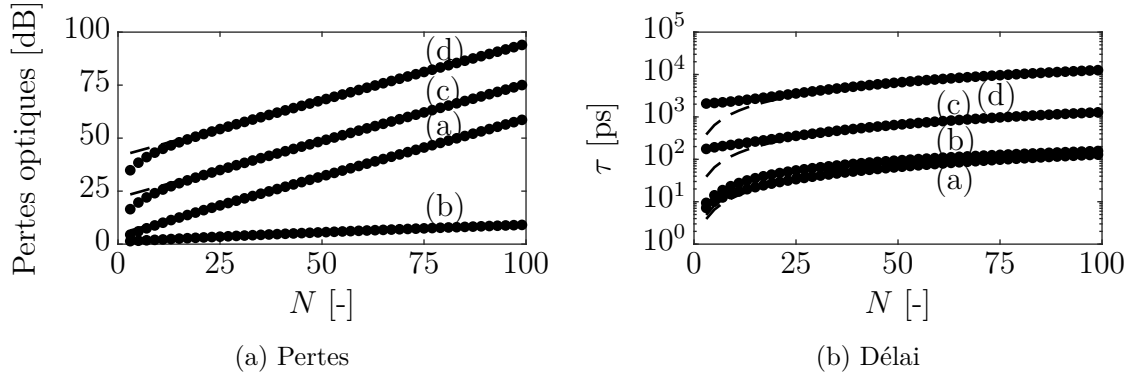 Pertes optiques [dB]
100
75
50
25
0
(d)
(c)
(a)
(b)
0 25 50 75 100
N [-]
(a) Pertes
τ [ps]
10^5
10^4
10^3
10^2
10^1
10^0
(d)
(c)
(b)
(a)
0 25 50 75 100
N [-]
(b) Délai